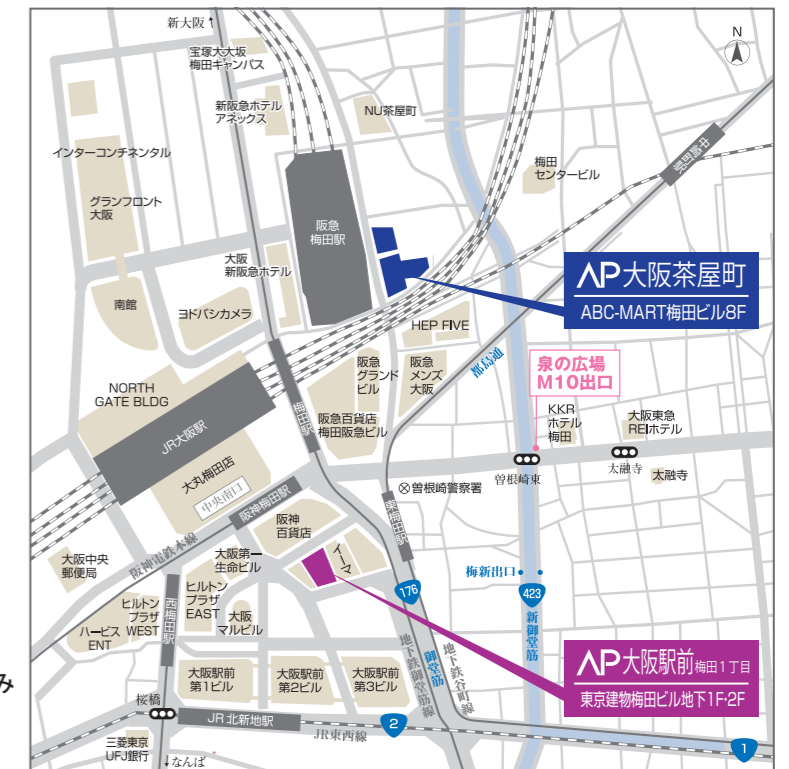 新大阪↑
宝塚大大坂
梅田キャンパス
N
新阪急ホテル
アネックス
NU茶屋町
インターコンチネンタル
梅田
センタービル
中崎町駅
グランフロント
大阪
阪急
梅田駅
大阪
新阪急ホテル
AP大阪茶屋町
ABC-MART梅田ビル8F
南館
ヨドバシカメラ
HEP FIVE
都島通
泉の広場
M10出口
阪急
グランド
ビル
阪急
メンズ
大阪
NORTH
GATE BLDG
梅田駅
KKR
ホテル
梅田
大阪東急
REIホテル
阪急百貨店
梅田阪急ビル
JR大阪駅
大丸梅田店
中央南口
曽根崎東
太融寺
太融寺
曽根崎警察署
阪神梅田駅
東梅田駅
阪神
百貨店
イーマ
阪神電鉄本線
大阪中央
郵便局
大阪第一
生命ビル
梅新出口
176
423
ヒルトン
プラザ
EAST
ヒルトン
プラザ
WEST
西梅田駅
大阪
マルビル
ハービス
ENT
新御堂筋
御堂筋
地下鉄御堂筋線
地下鉄谷町線
AP大阪駅前梅田1丁目
東京建物梅田ビル地下1F・2F
大阪駅前
第1ビル
大阪駅前
第2ビル
大阪駅前
第3ビル
み
桜橋
JR北新地駅
2
JR東西線
1
三菱東京
UFJ銀行
↓なんば